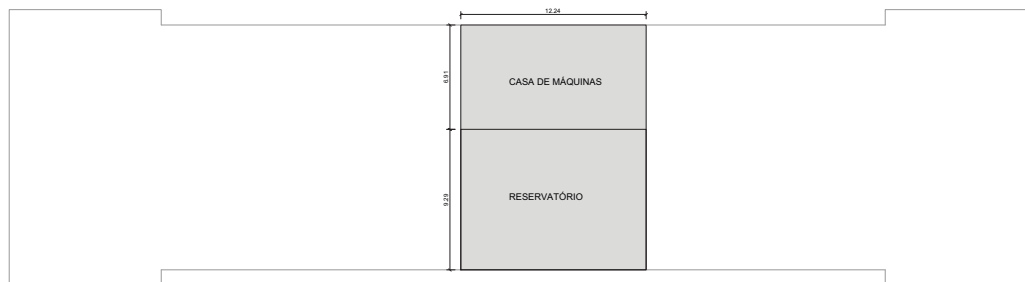 12.24
6.91
CASA DE MÁQUINAS
9.29
RESERVATÓRIO